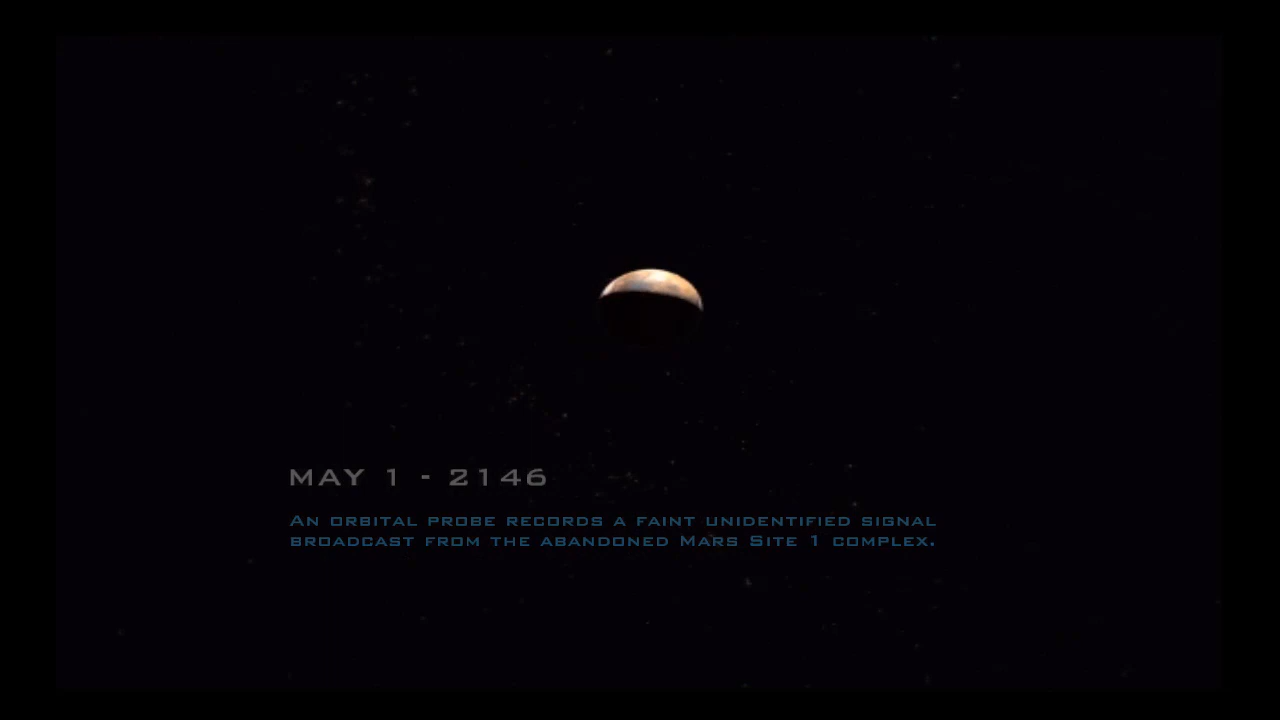 MAY 1 - 2146
An orbital probe records a faint unidentified signal
broadcast from the abandoned Mars Site 1 complex.